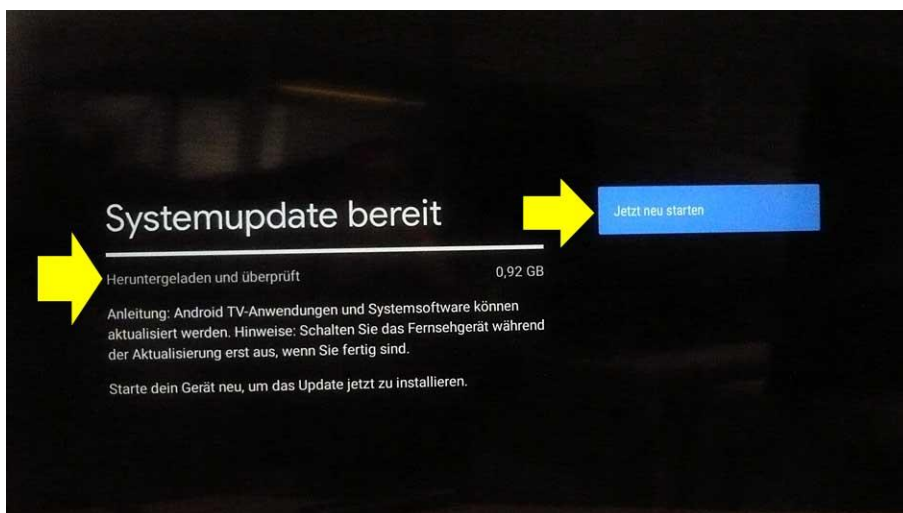 Systemupdate bereit
Heruntergeladen und überprüft 0,92 GB
Anleitung: Android TV-Anwendungen und Systemsoftware können
aktualisiert werden. Hinweise: Schalten Sie das Fernsehgerät während
der Aktualisierung erst aus, wenn Sie fertig sind.
Starte dein Gerät neu, um das Update jetzt zu installieren.
Jetzt neu starten